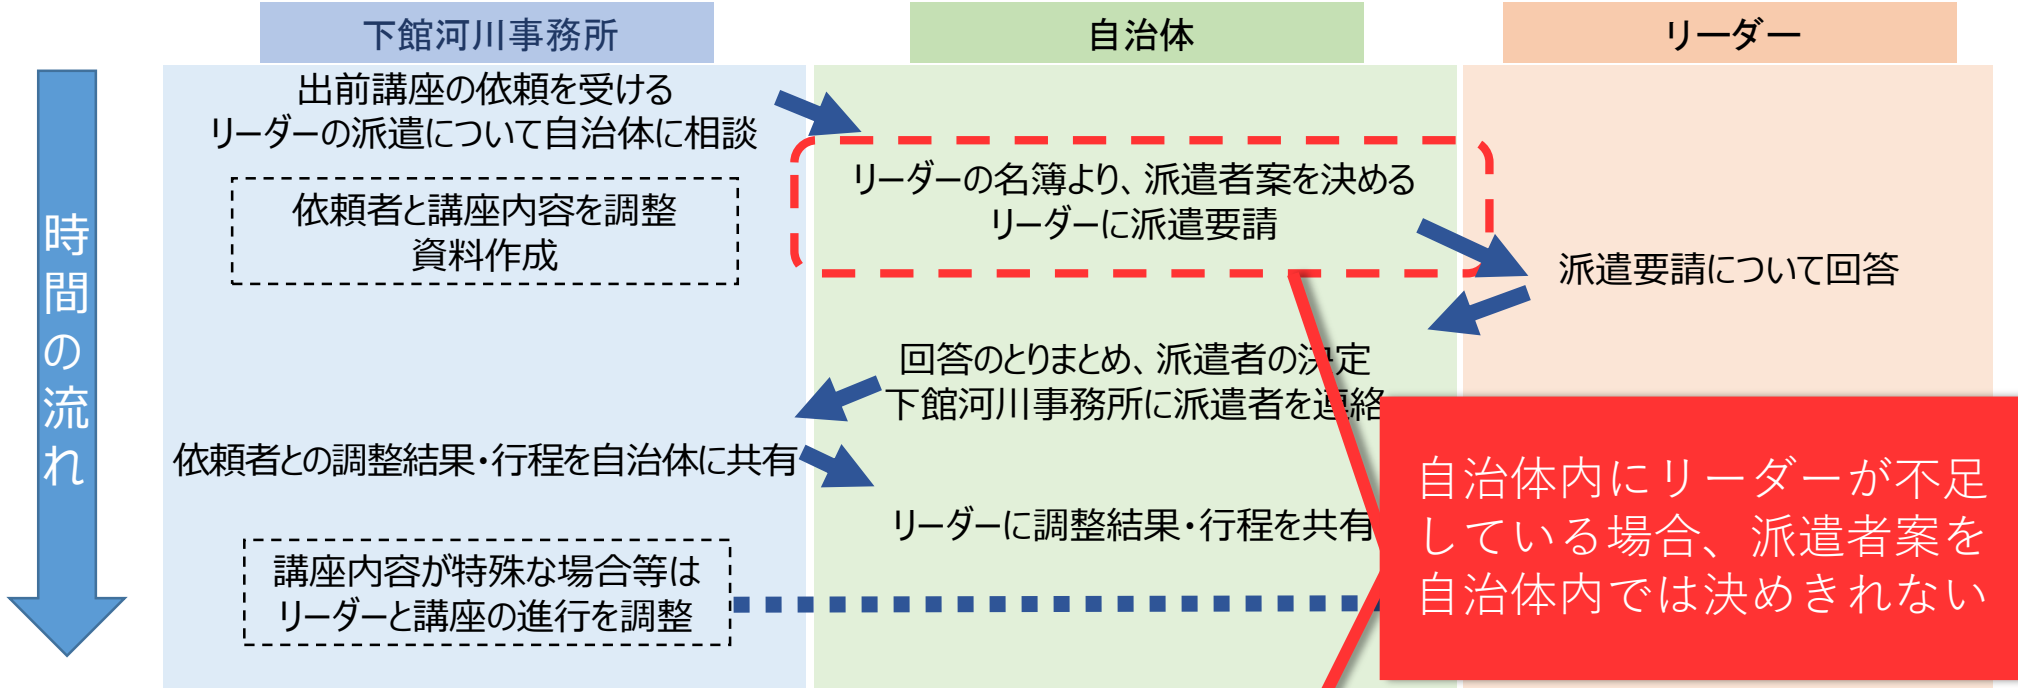 下館河川事務所
自治体
リーダー
時間の流れ
出前講座の依頼を受ける
リーダーの派遣について自治体に相談
依頼者と講座内容を調整
資料作成
リーダーの名簿より、派遣者案を決める
リーダーに派遣要請
派遣要請について回答
回答のとりまとめ、派遣者の決定
下館河川事務所に派遣者を連絡
依頼者との調整結果・行程を自治体に共有
リーダーに調整結果・行程を共有
講座内容が特殊な場合等は
リーダーと講座の進行を調整
自治体内にリーダーが不足
している場合、派遣者案を
自治体内では決めきれない